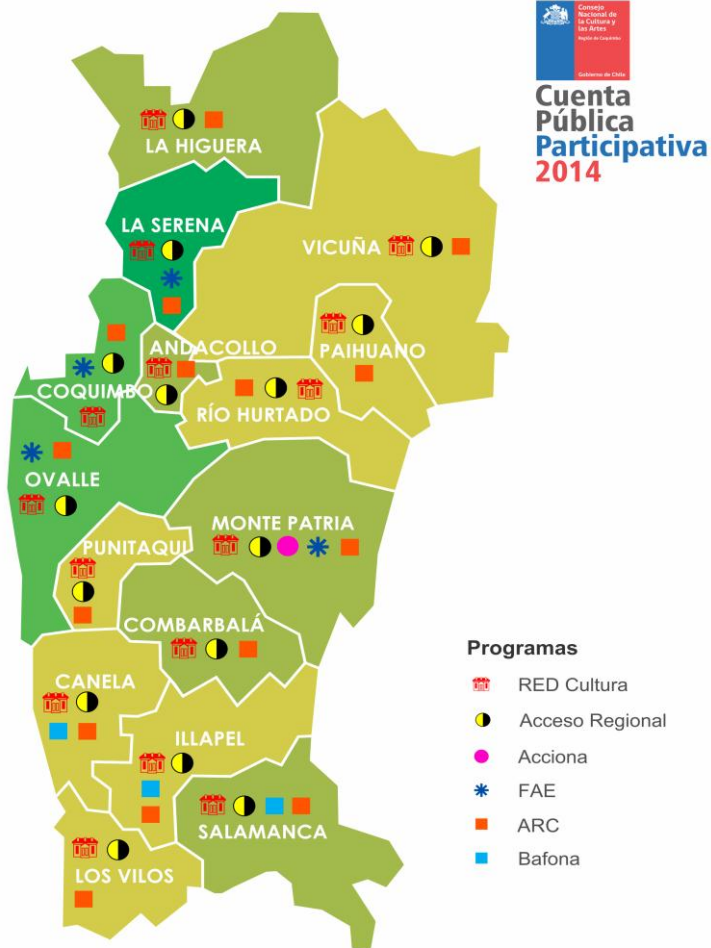 Consejo
Nacional de
la Cultura y
las Artes
Región de Coquimbo
Gobierno de Chile
Cuenta
Pública
Participativa
2014
LA HIGUERA
LA SERENA
VICUÑA
ANDACOLLO
PAIHUANO
COQUIMBO
RÍO HURTADO
OVALLE
MONTE PATRIA
PUNITAQUI
COMBARBALÁ
CANELA
ILLAPEL
SALAMANCA
LOS VILOS
Programas
RED Cultura
Acceso Regional
Acciona
FAE
ARC
Bafona